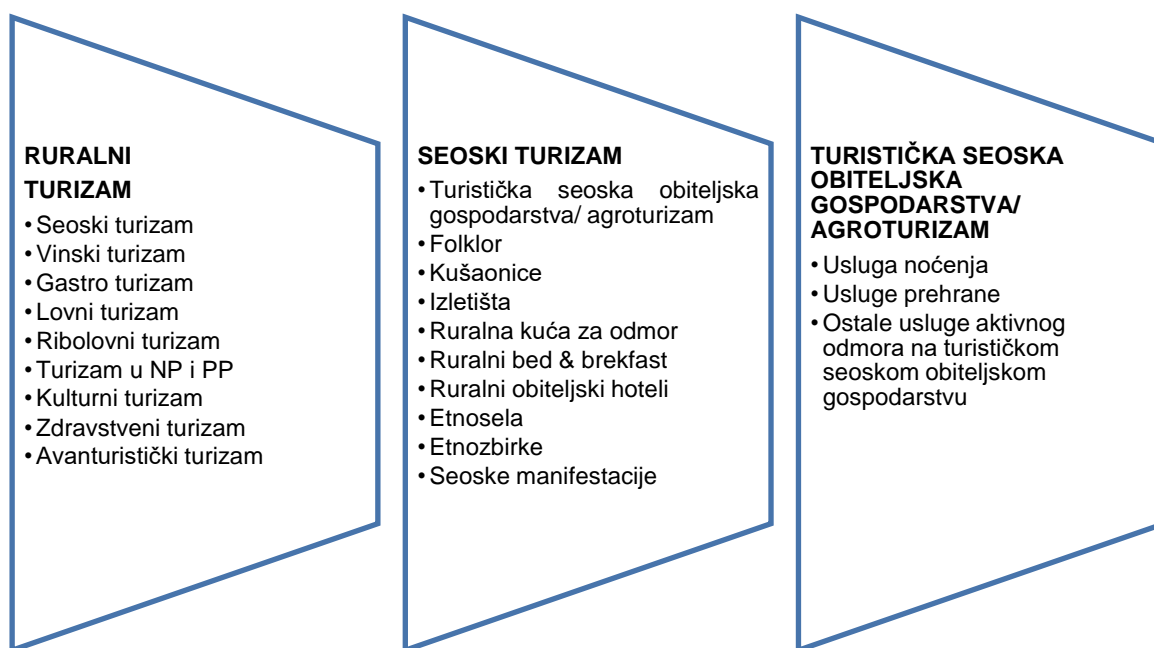 RURALNI
TURIZAM
•Seoski turizam
•Vinski turizam
•Gastro turizam
•Lovni turizam
•Ribolovni turizam
•Turizam u NP i PP
•Kulturni turizam
•Zdravstveni turizam
•Avanturistički turizam
SEOSKI TURIZAM
•Turistička seoska obiteljska
gospodarstva/ agroturizam
•Folklor
•Kušaonice
•Izletišta
•Ruralna kuća za odmor
•Ruralni bed & brekfast
•Ruralni obiteljski hoteli
•Etnosela
•Etnozbirke
•Seoske manifestacije
TURISTIČKA SEOSKA
OBITELJSKA
GOSPODARSTVA/
AGROTURIZAM
•Usluga noćenja
•Usluge prehrane
•Ostale usluge aktivnog
odmora na turističkom
seoskom obiteljskom
gospodarstvu